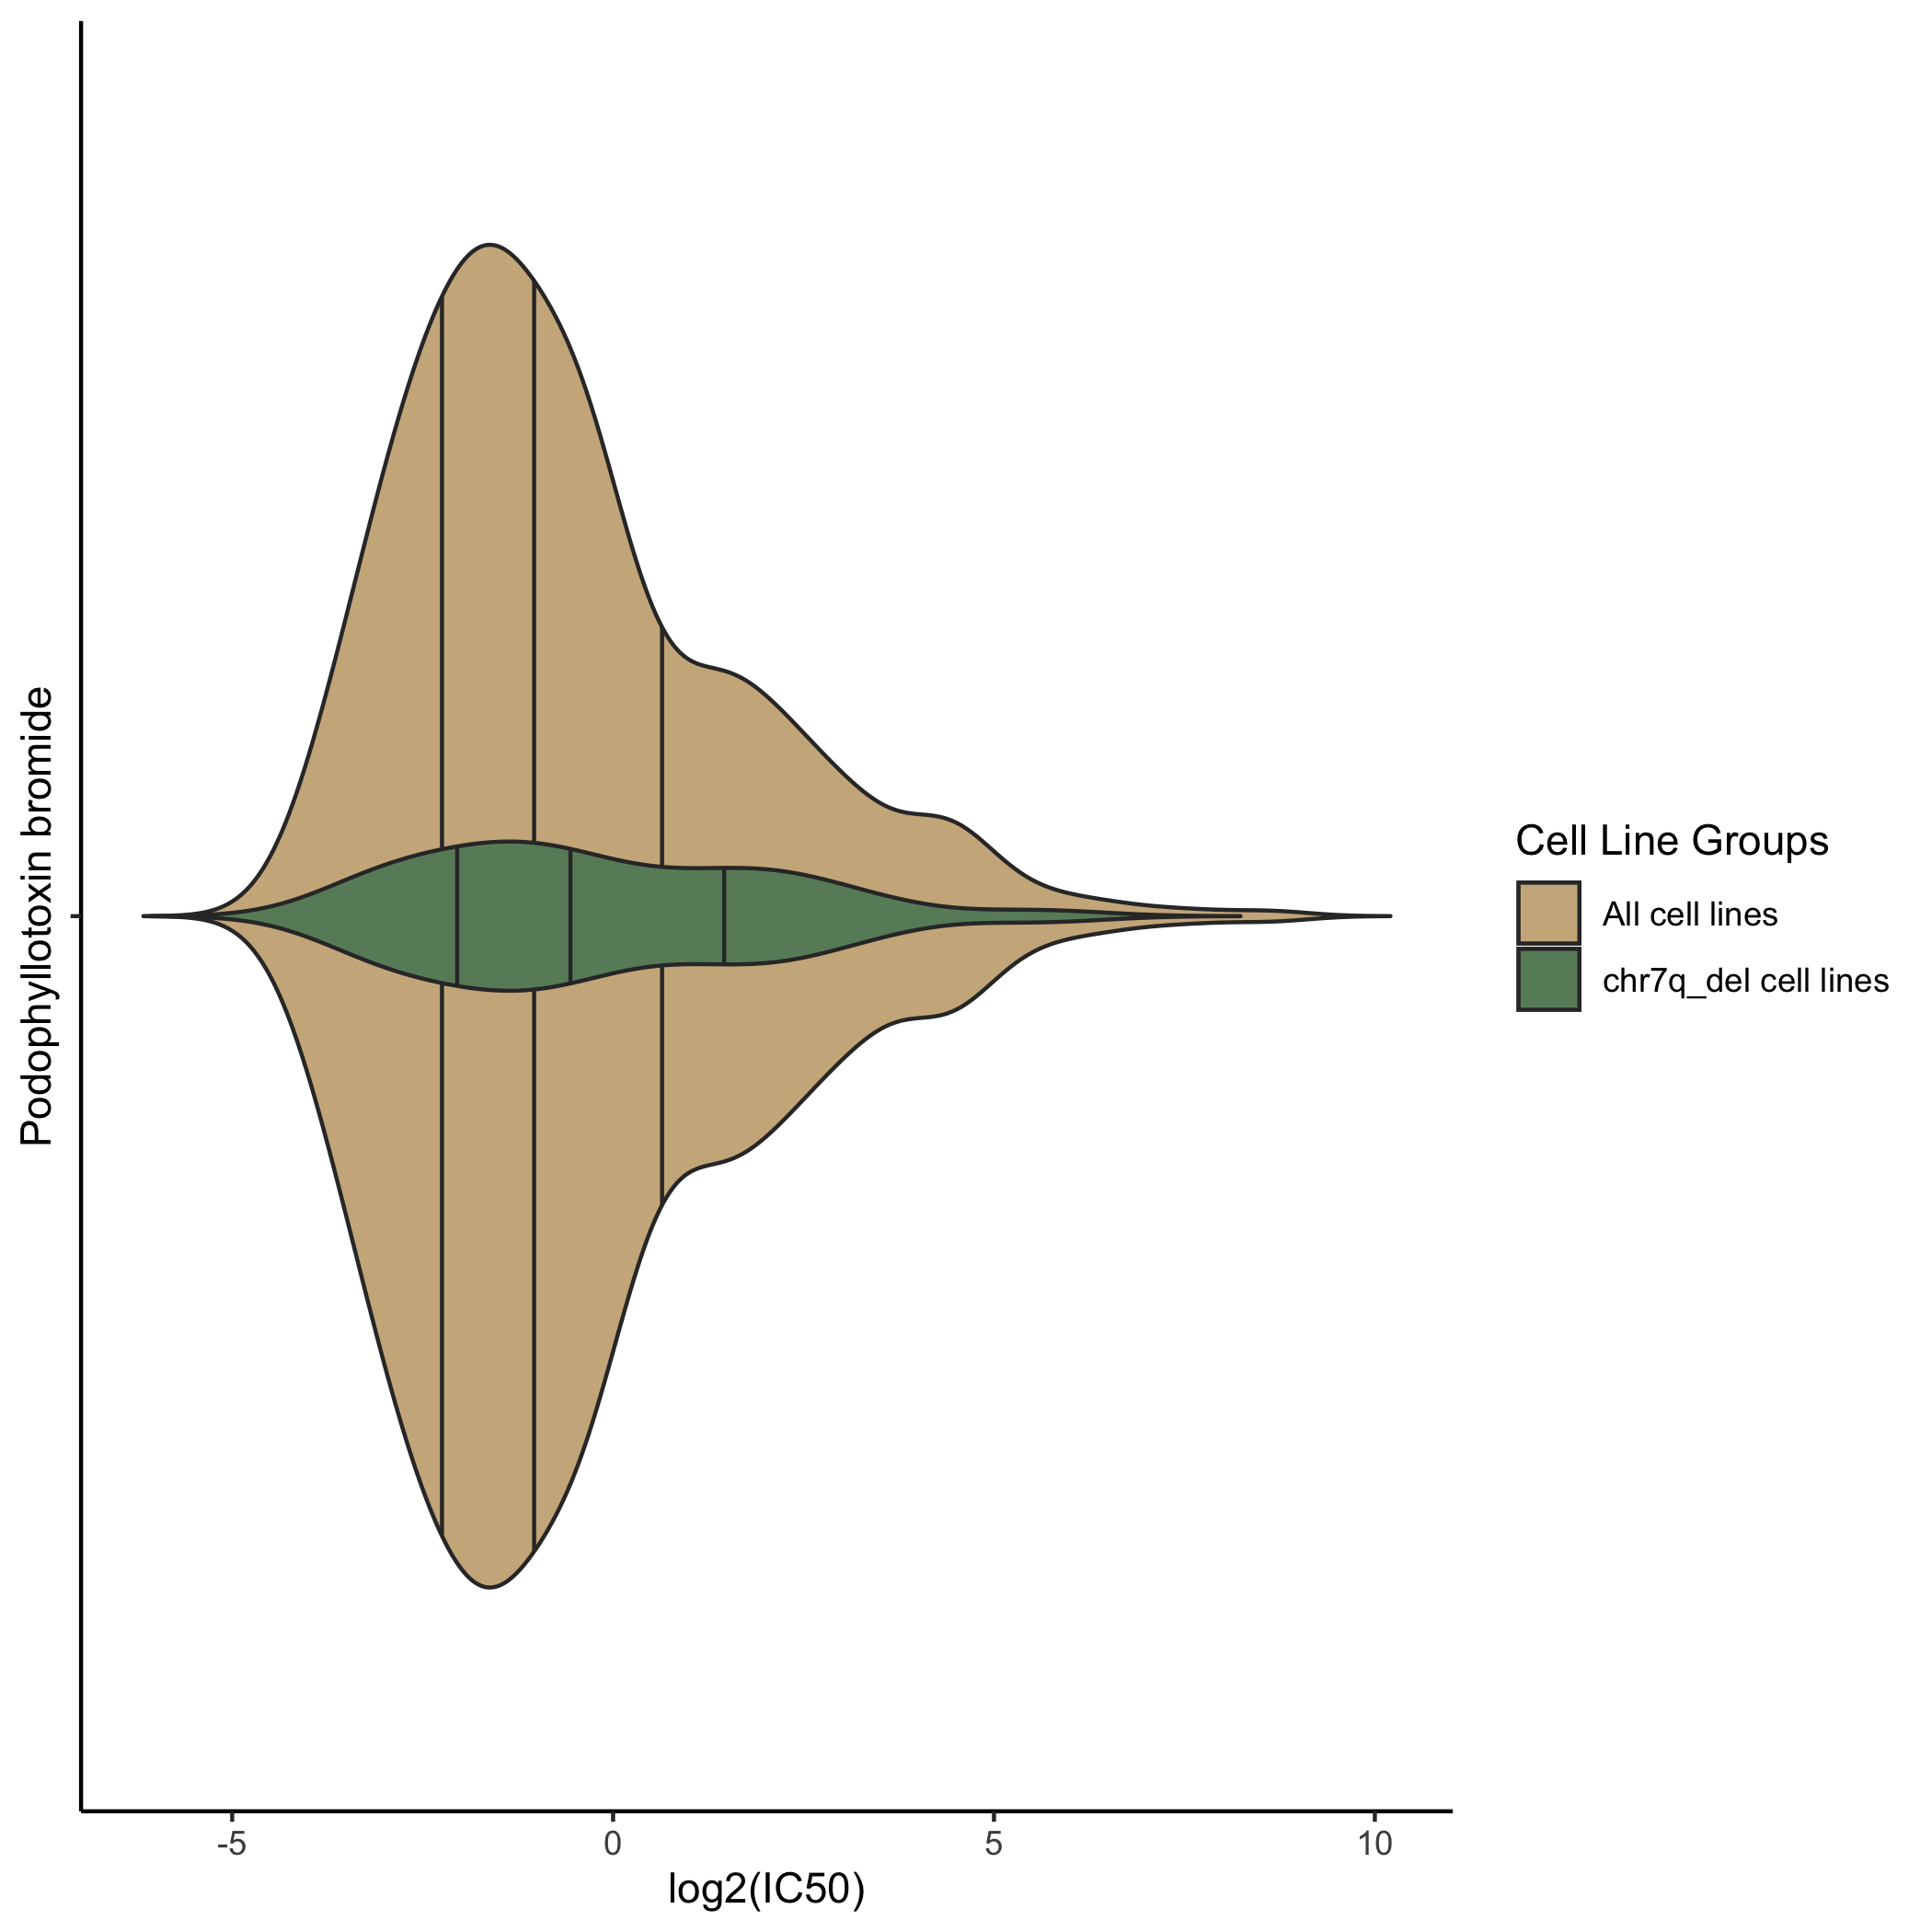 Podophyllotoxin bromide
-5
0
5
10
log2(IC50)
Cell Line Groups
All cell lines
chr7q_del cell lines